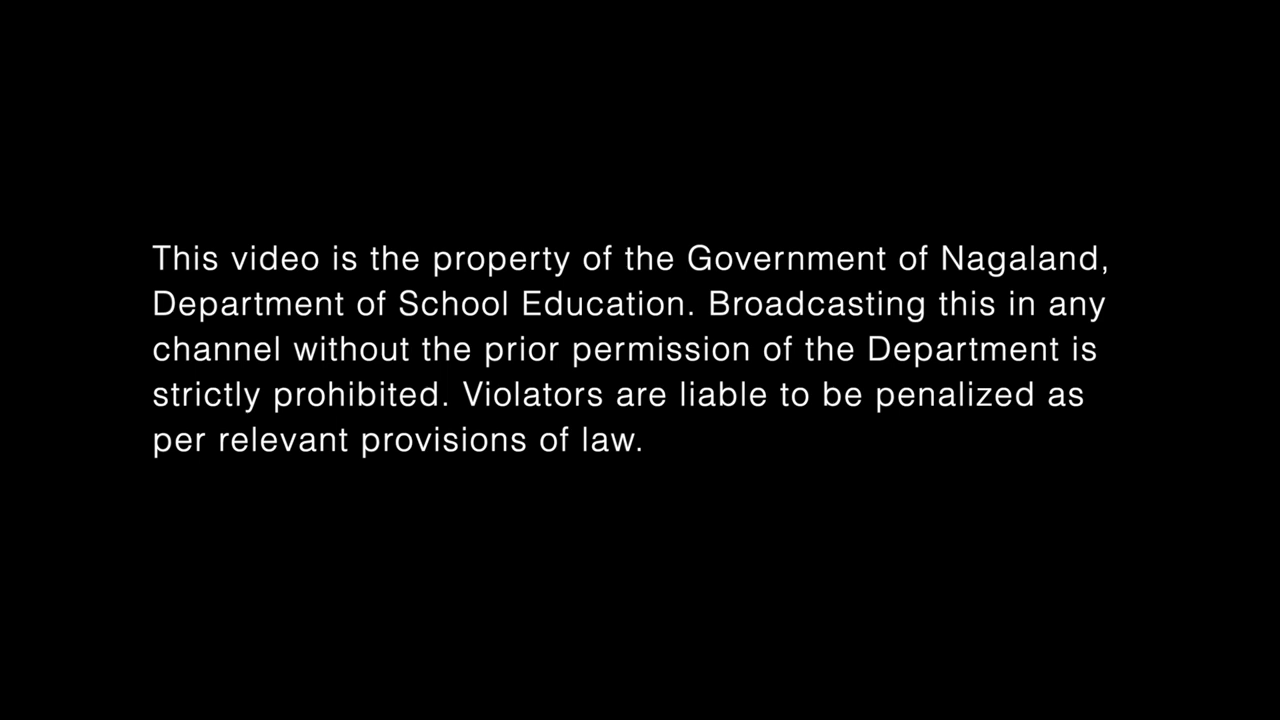 This video is the property of the Government of Nagaland,
Department of School Education. Broadcasting this in any
channel without the prior permission of the Department is
strictly prohibited. Violators are liable to be penalized as
per relevant provisions of law.